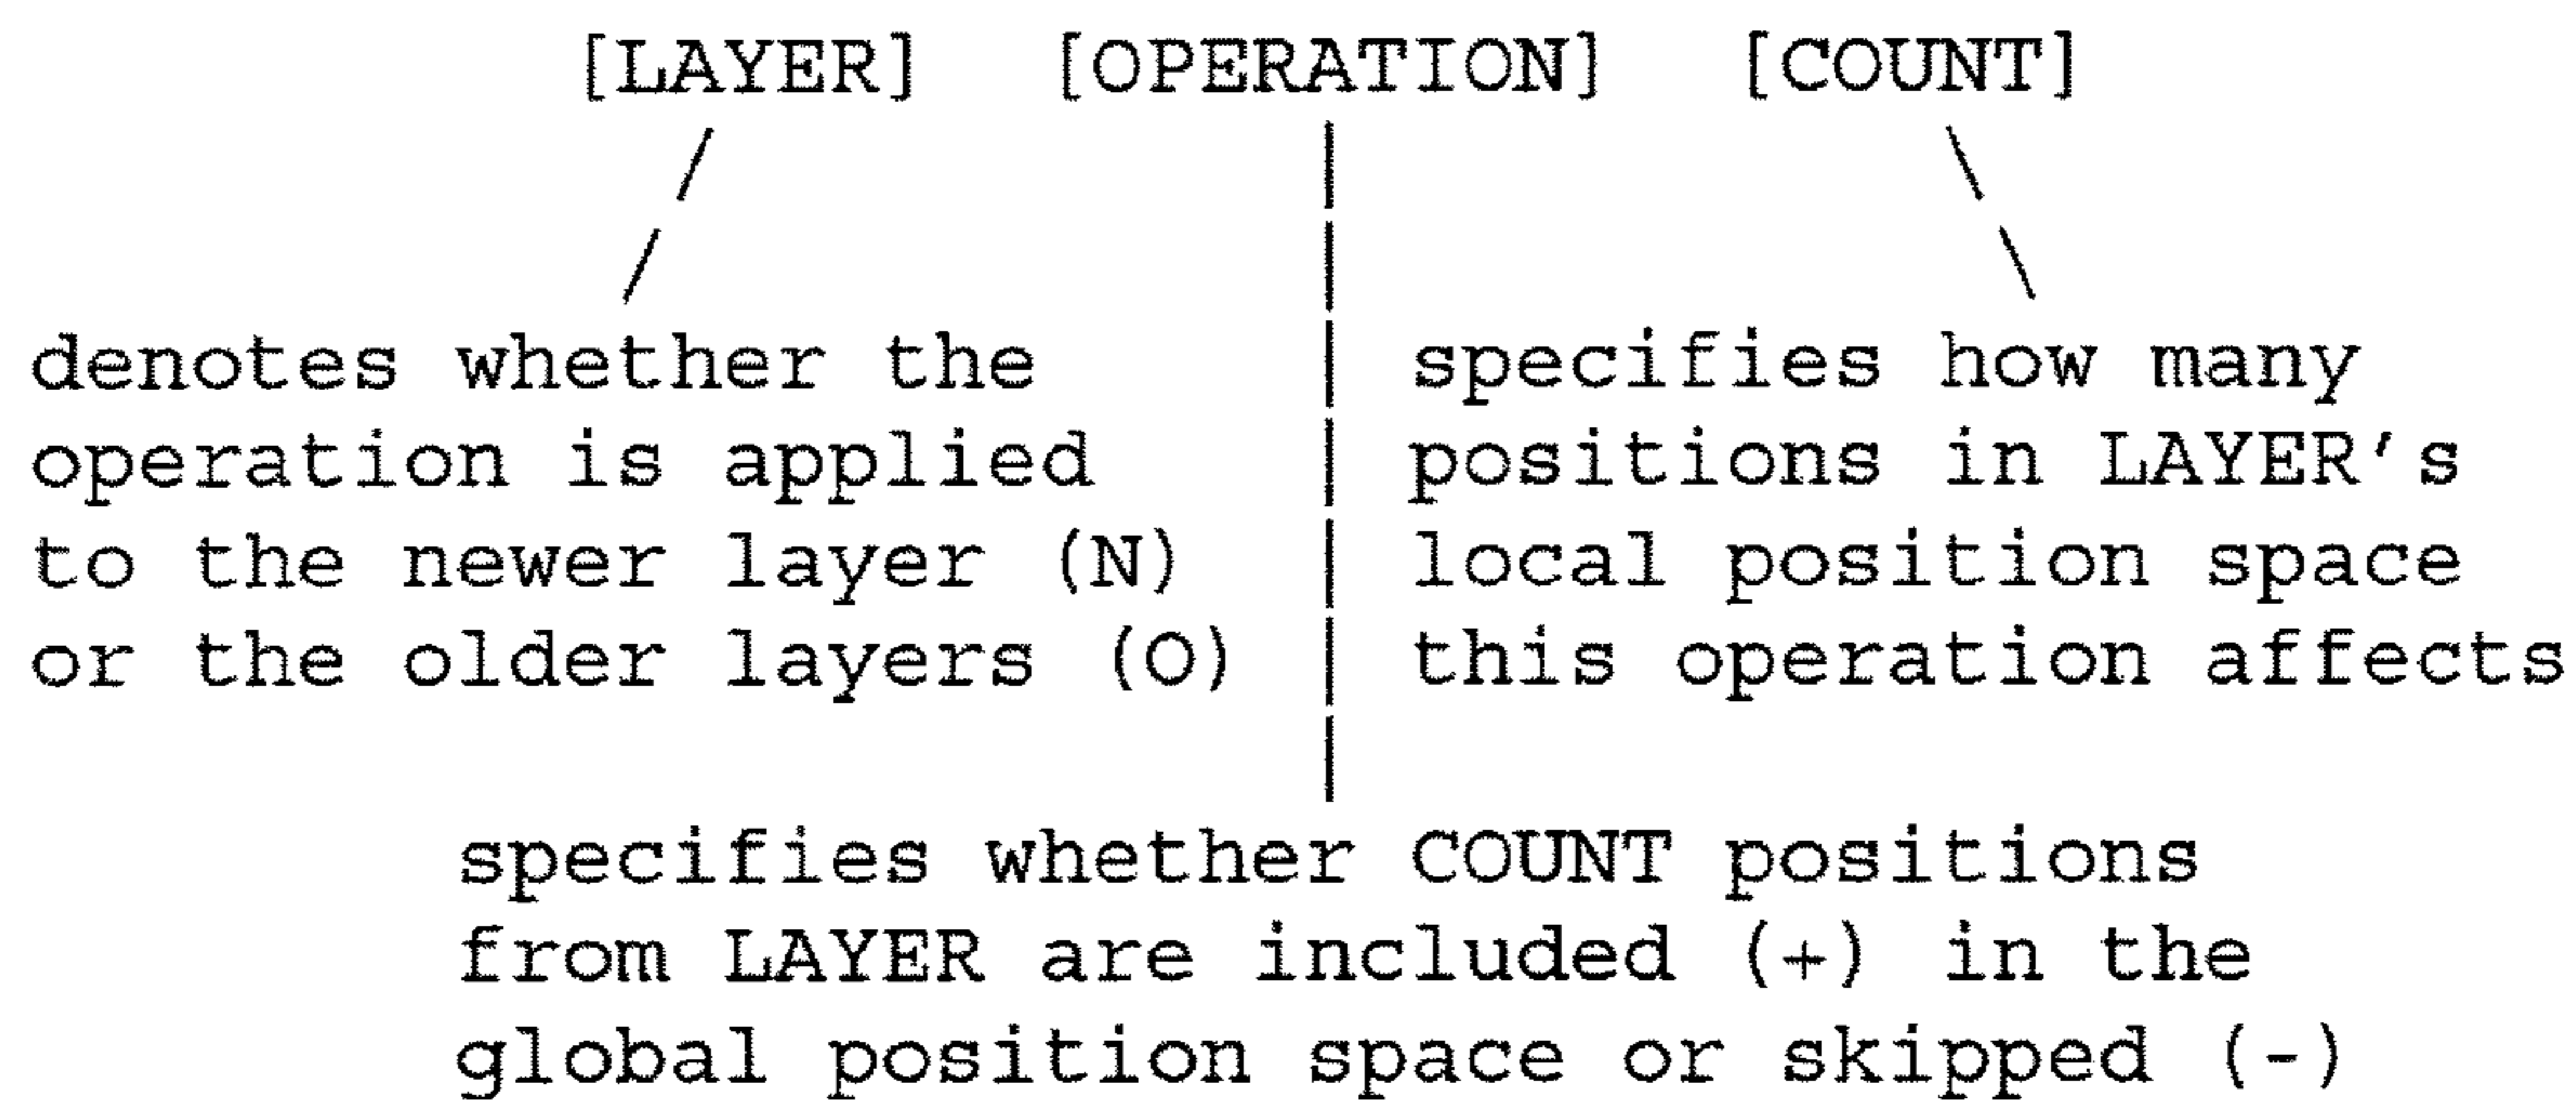 [LAYER] [OPERATION] [COUNT]
denotes whether the
operation is applied
to the newer layer (N)
or the older layers (O)
specifies how many
positions in LAYER's
local position space
this operation affects
specifies whether COUNT positions
from LAYER are included (+) in the
global position space or skipped (-)